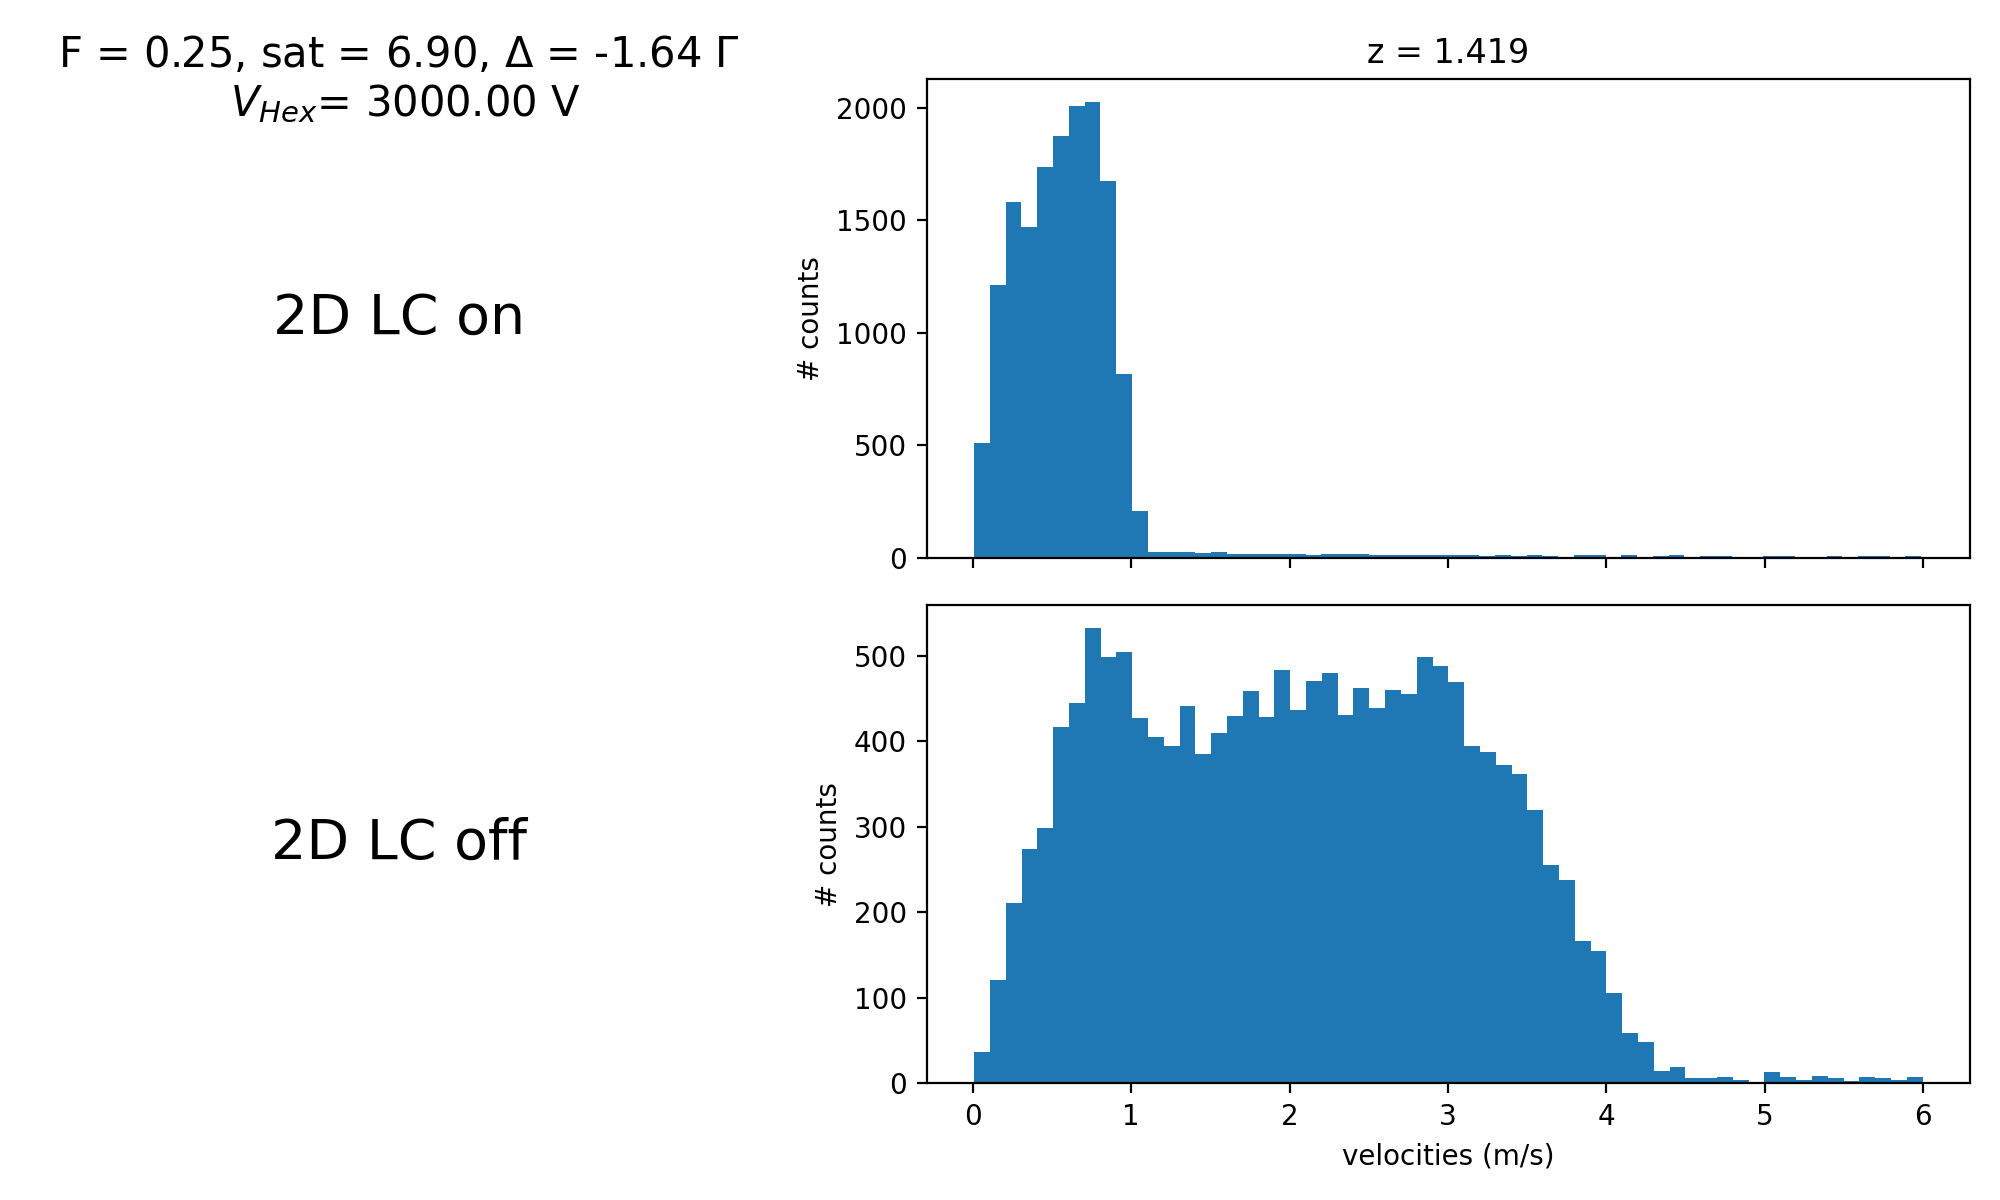 F = 0.25, sat = 6.90, Δ = -1.64 Γ
V_Hex= 3000.00 V
2D LC on
z = 1.419
# counts
2000
1500
1000
500
0
2D LC off
# counts
500
400
300
200
100
0
0 1 2 3 4 5 6
velocities (m/s)